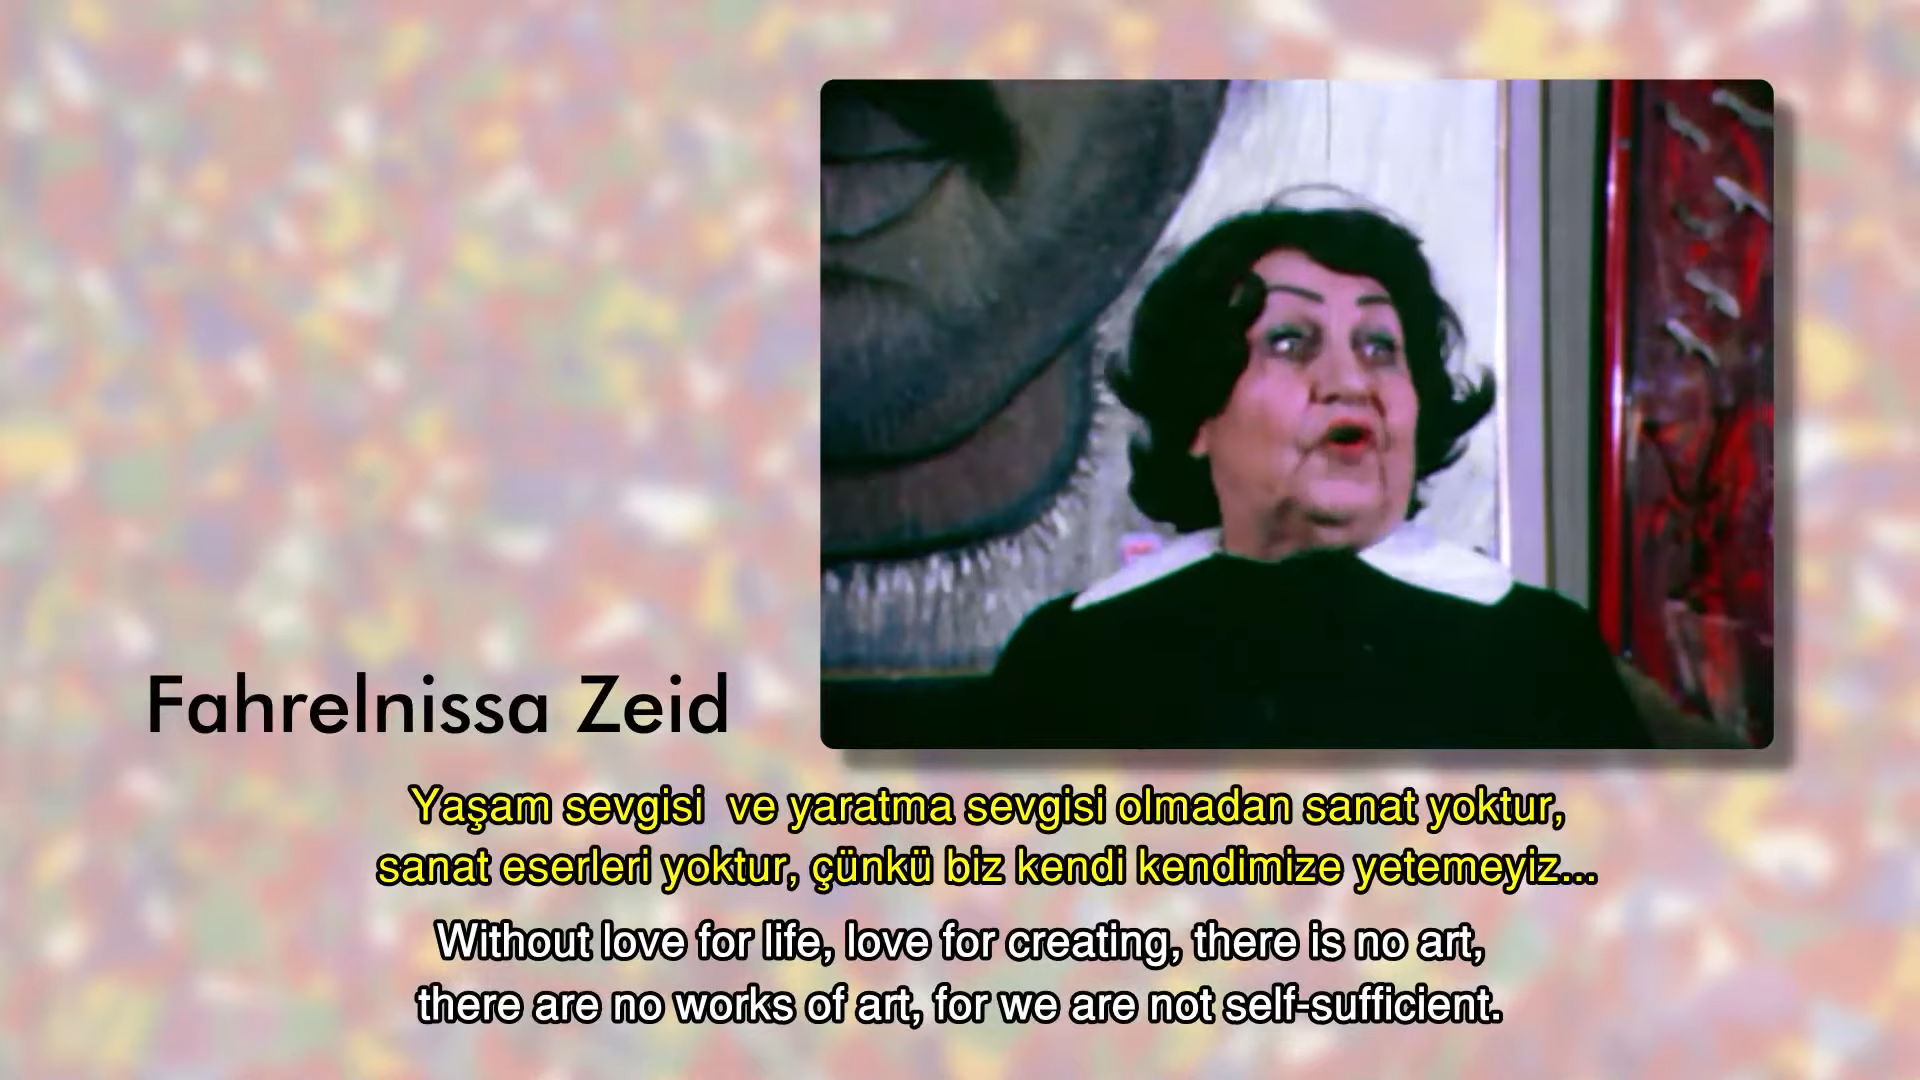 Fahrelnissa Zeid
Yaşam sevgisi  ve yaratma sevgisi olmadan sanat yoktur,
sanat eserleri yoktur, çünkü biz kendi kendimize yetemeyiz...
Without love for life, love for creating, there is no art,
there are no works of art, for we are not self-sufficient.